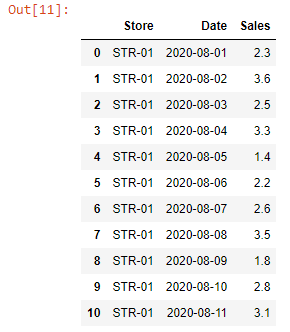 Out[11]:
Store Date Sales
0 STR-01 2020-08-01 2.3
1 STR-01 2020-08-02 3.6
2 STR-01 2020-08-03 2.5
3 STR-01 2020-08-04 3.3
4 STR-01 2020-08-05 1.4
5 STR-01 2020-08-06 2.2
6 STR-01 2020-08-07 2.6
7 STR-01 2020-08-08 3.5
8 STR-01 2020-08-09 1.8
9 STR-01 2020-08-10 2.8
10 STR-01 2020-08-11 3.1